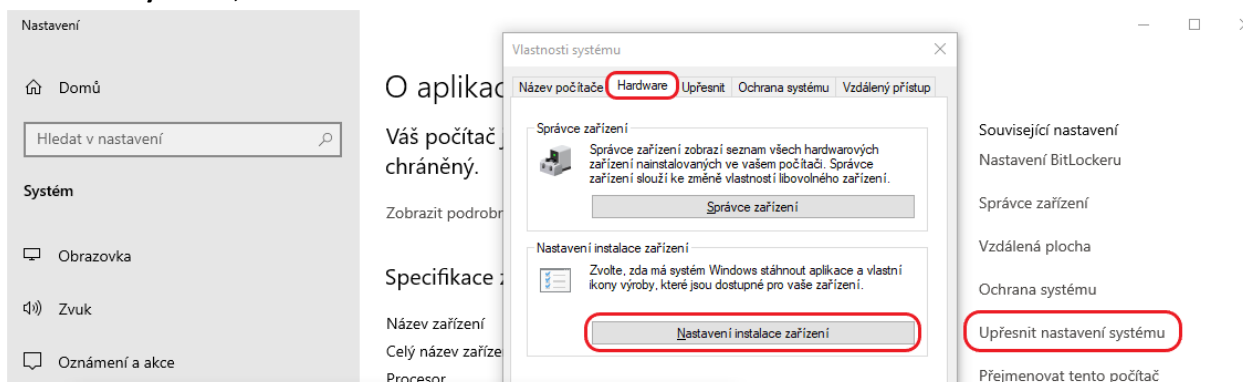 Nastavení
Domů
Hledat v nastavení
Systém
Obrazovka
Zvuk
Oznámení a akce
O aplikac
Váš počítač
chráněný.
Zobrazit podrobn
Specifikace
Název zařízení
Celý název zaříze
Procesor
Vlastnosti systému
Název počítače Hardware Upřesnit Ochrana systému Vzdálený přístup
Správce zařízení
Správce zařízení zobrazí seznam všech hardwarových
zařízení nainstalovaných ve vašem počítači. Správce
zařízení slouží ke změně vlastností libovolného zařízení.
Správce zařízení
Nastavení instalace zařízení
Zvolte, zda má systém Windows stáhnout aplikace a vlastní
ikony výroby, které jsou dostupné pro vaše zařízení.
Nastavení instalace zařízení
Související nastavení
Nastavení BitLockeru
Správce zařízení
Vzdálená plocha
Ochrana systému
Upřesnit nastavení systému
Přejmenovat tento počítač